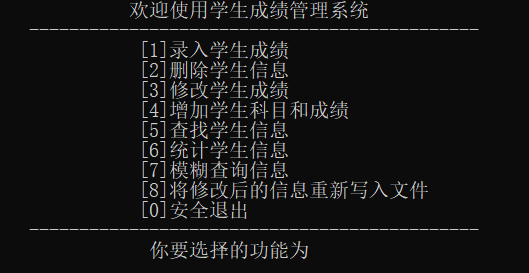 欢迎使用学生成绩管理系统
---------------------------------------------
[1]录入学生成绩
[2]删除学生信息
[3]修改学生成绩
[4]增加学生科目和成绩
[5]查找学生信息
[6]统计学生信息
[7]模糊查询信息
[8]将修改后的信息重新写入文件
[0]安全退出
---------------------------------------------
你要选择的功能为